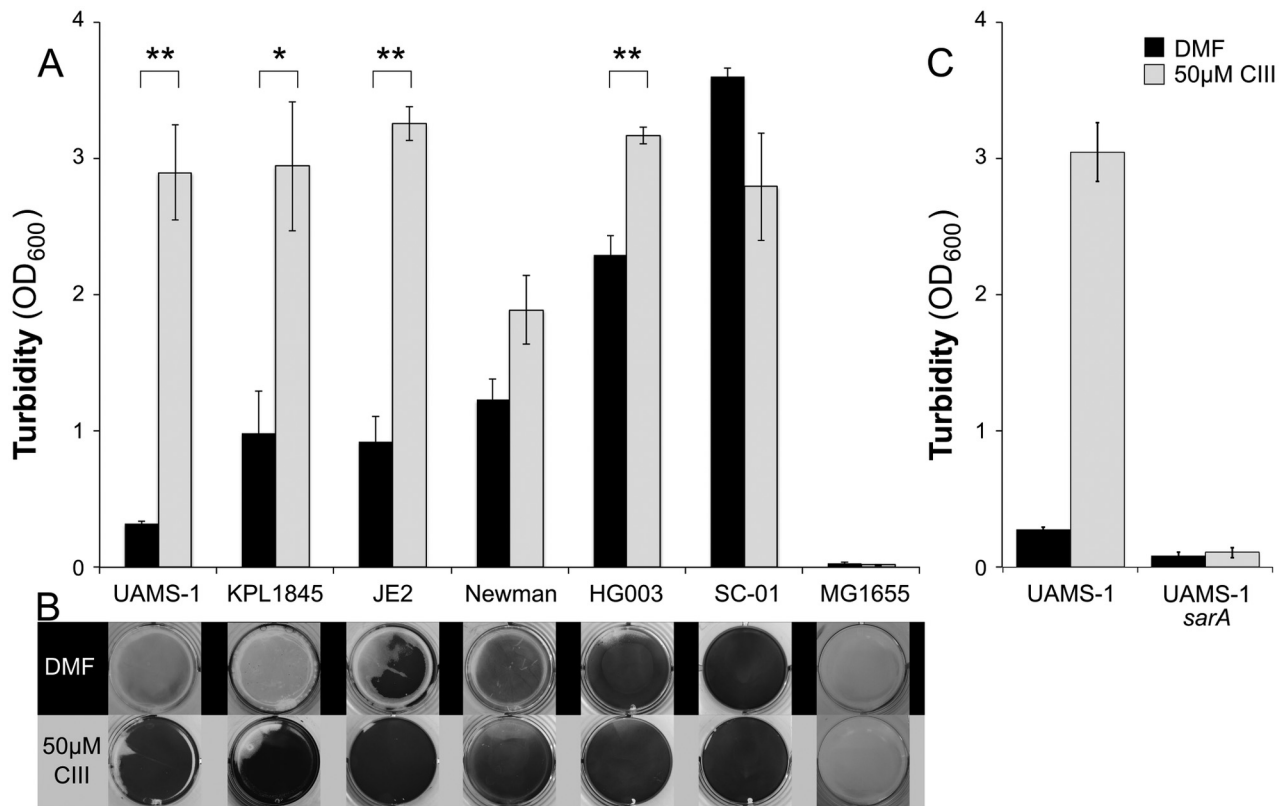 A
4
3
2
1
0
Turbidity (OD600)
** * ** **
UAMS-1 KPL1845 JE2 Newman HG003 SC-01 MG1655
B
DMF
50µM
CIII
C
DMF
50µM CIII
4
3
2
1
0
Turbidity (OD600)
UAMS-1 UAMS-1
sarA